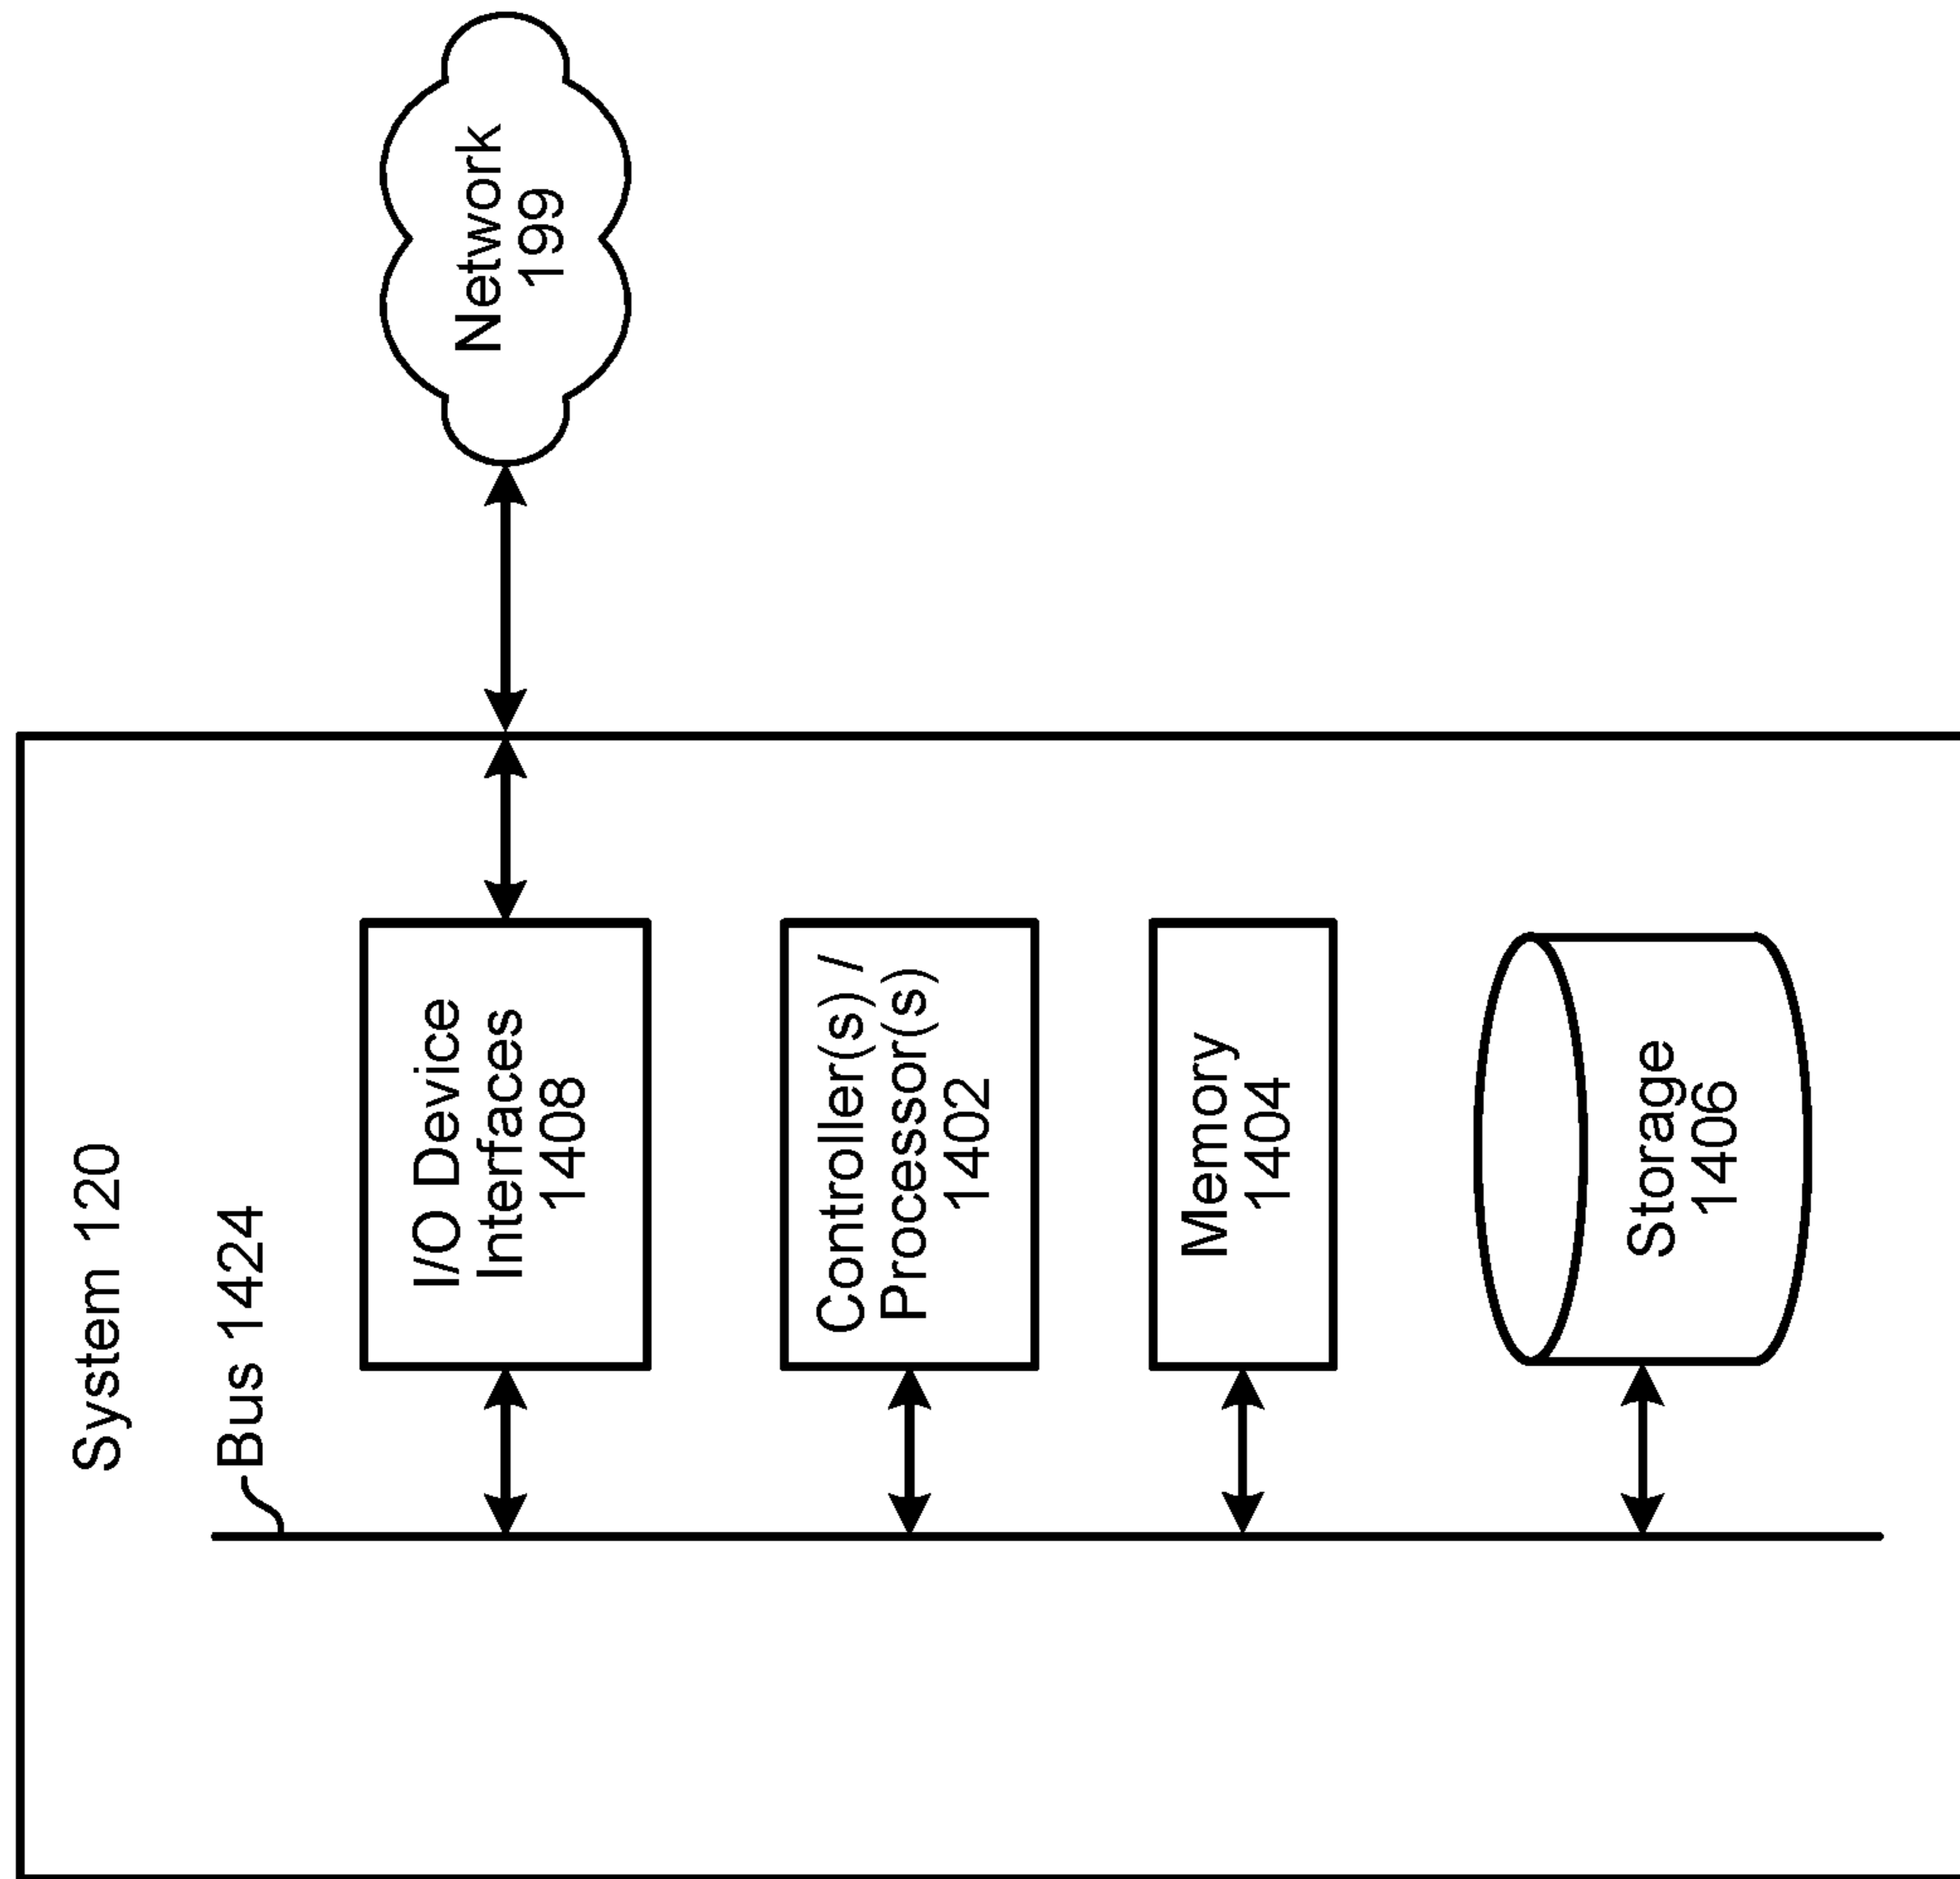 System 120
Bus 1424
I/O Device
Interfaces
1408
Network
199
Controller(s) /
Processor(s)
1402
Memory
1404
Storage
1406